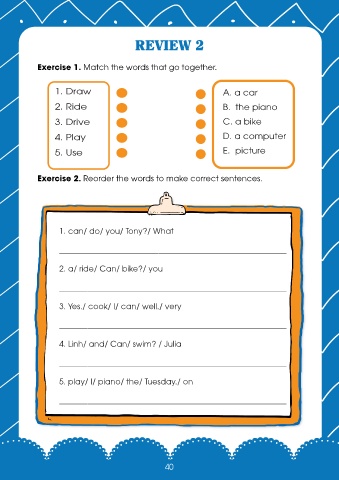 REVIEW 2
Exercise 1. Match the words that go together.
1. Draw
2. Ride
3. Drive
4. Play
5. Use
A. a car
B. the piano
C. a bike
D. a computer
E. picture
Exercise 2. Reorder the words to make correct sentences.
1. can/ do/ you/ Tony?/ What
2. a/ ride/ Can/ bike?/ you
3. Yes,/ cook/ I/ can/ well./ very
4. Linh/ and/ Can/ swim? / Julia
5. play/ I/ piano/ the/ Tuesday./ on
40